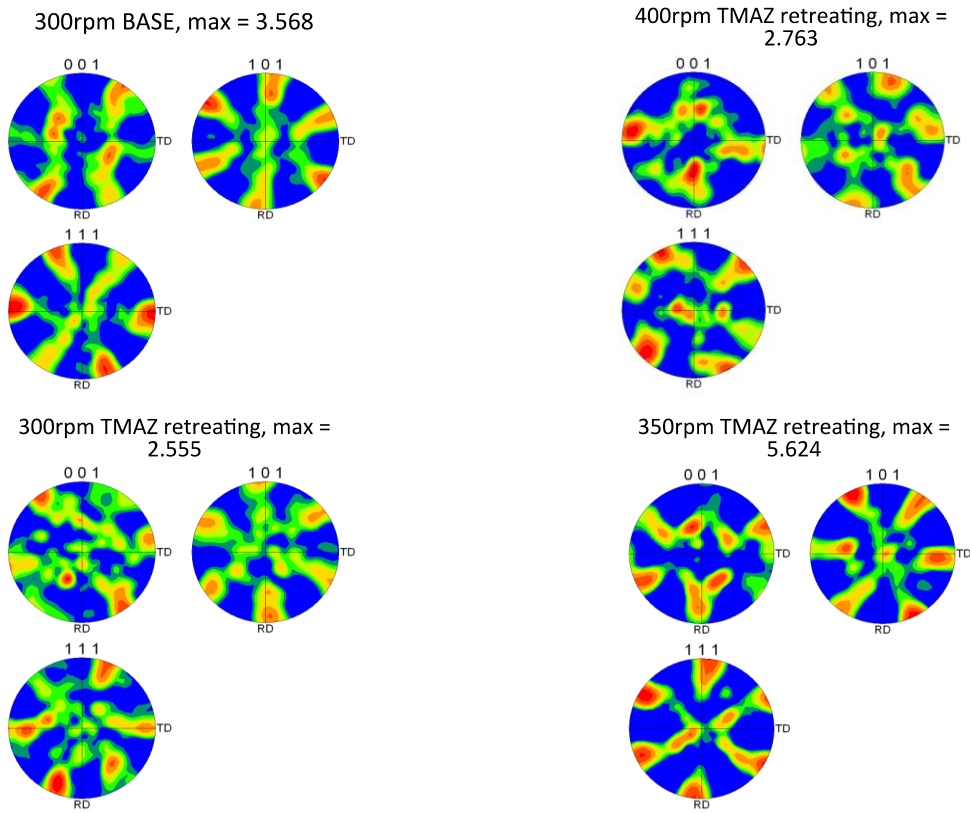 300rpm BASE, max = 3.568
0 0 1
1 0 1
TD
TD
RD
RD
1 1 1
TD
RD
400rpm TMAZ retreating, max =
2.763
0 0 1
1 0 1
TD
TD
RD
RD
1 1 1
TD
RD
300rpm TMAZ retreating, max =
2.555
0 0 1
1 0 1
TD
TD
RD
RD
1 1 1
TD
RD
350rpm TMAZ retreating, max =
5.624
0 0 1
1 0 1
TD
TD
RD
RD
1 1 1
TD
RD